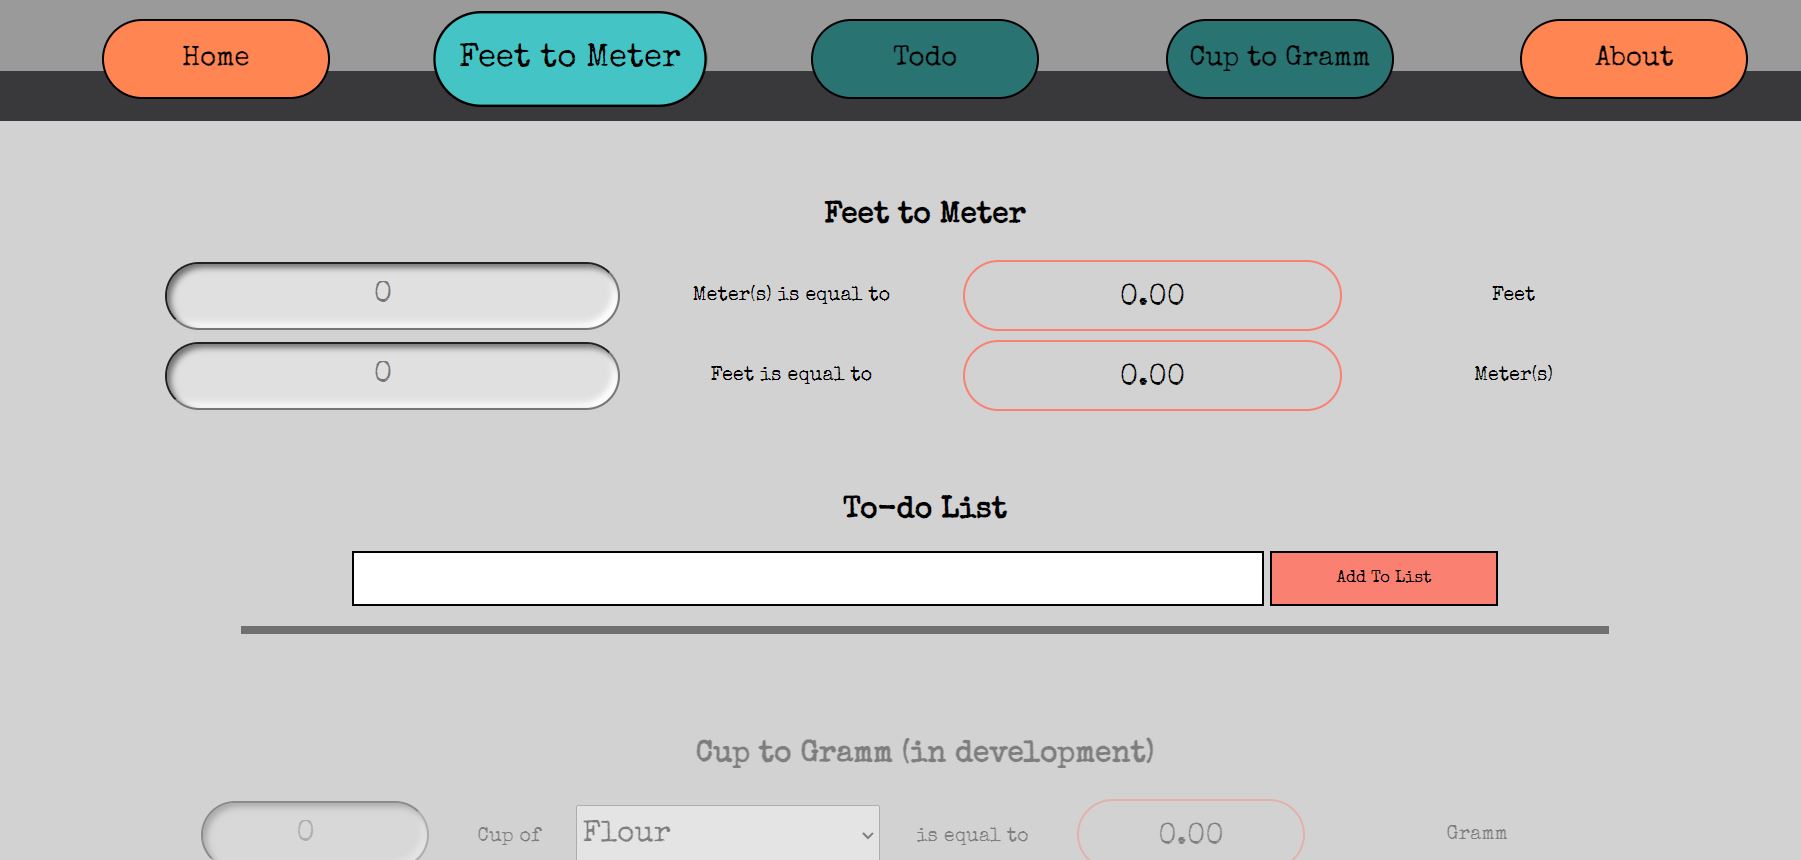 Home Feet to Meter Todo Cup to Gramm About
Feet to Meter
0 Meter(s) is equal to 0.00 Feet
0 Feet is equal to 0.00 Meter(s)
To-do List
Add To List
Cup to Gramm (in development)
0 Cup of Flour is equal to 0.00 Gramm